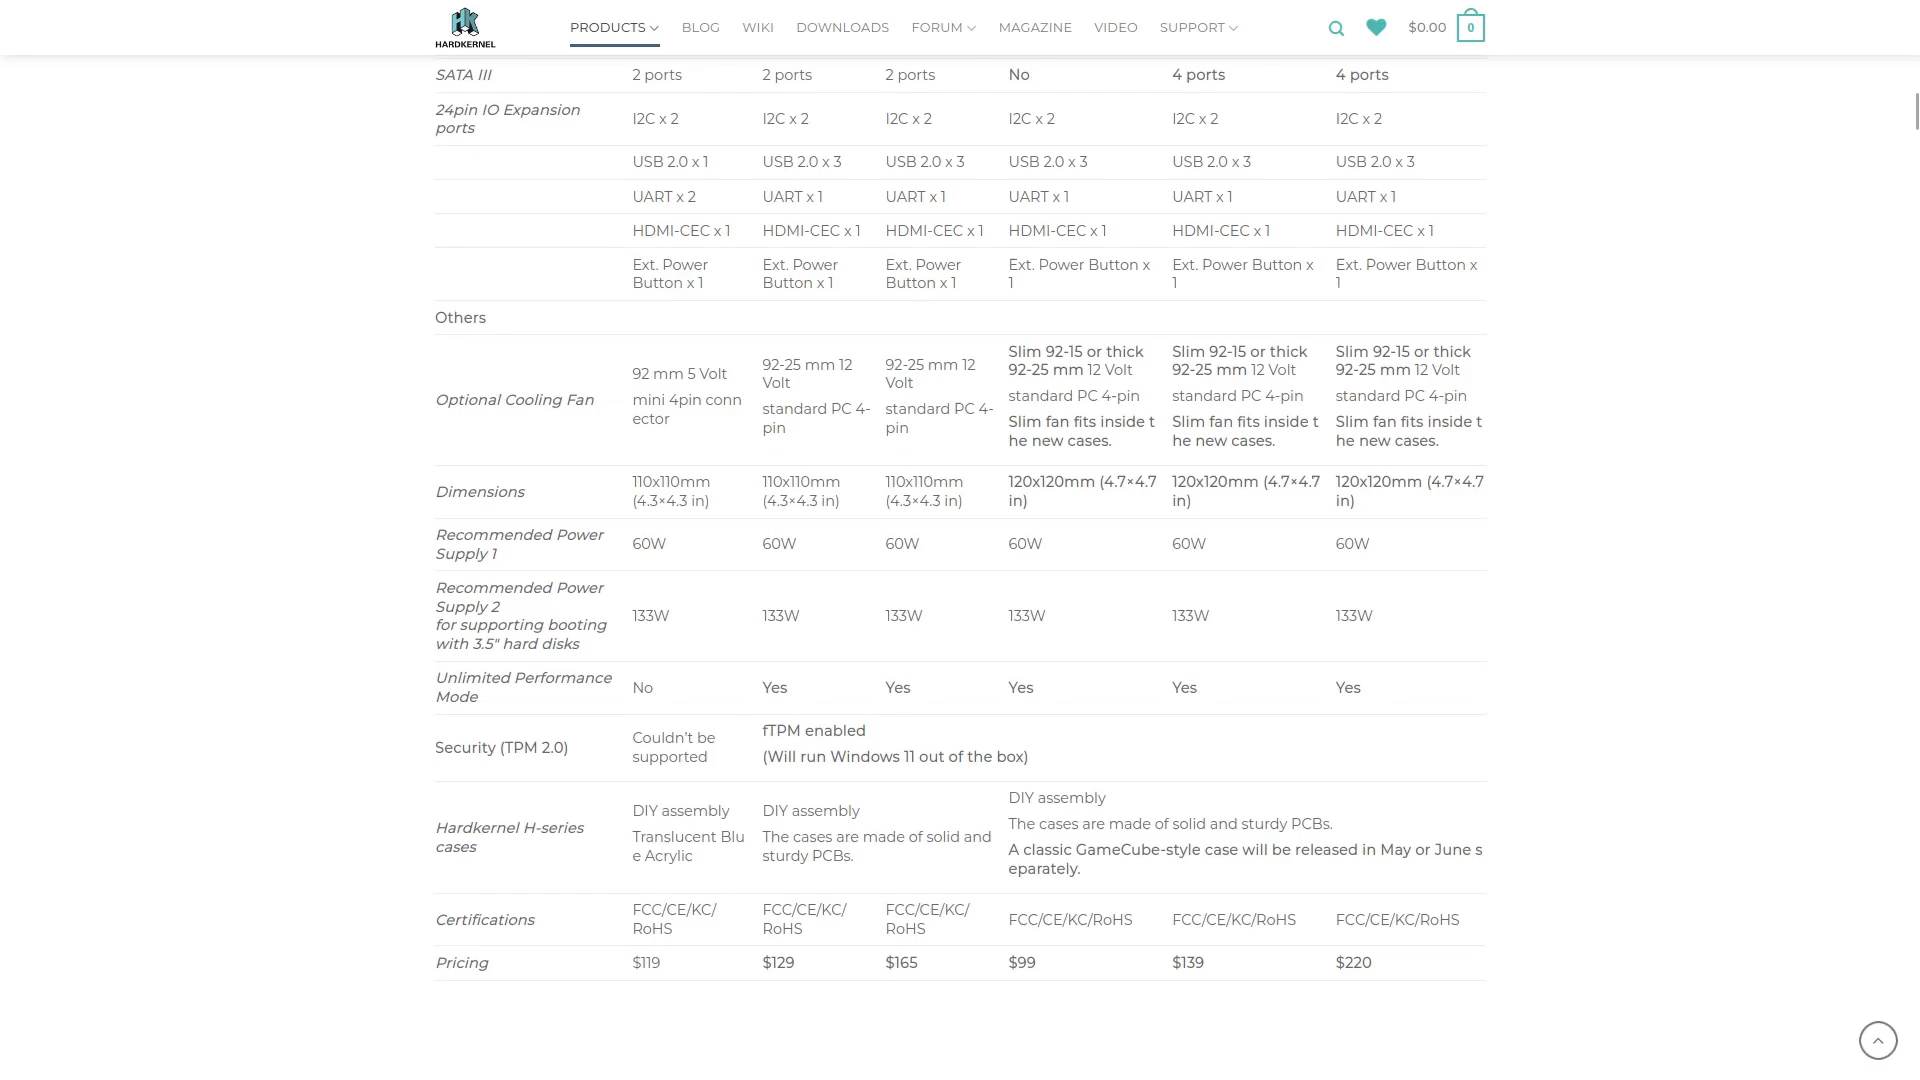 HARDKERNEL
PRODUCTS
BLOG
WIKI
DOWNLOADS
FORUM
MAGAZINE
VIDEO
SUPPORT
$0.00
0
SATA III
2 ports
2 ports
2 ports
No
4 ports
4 ports
24pin IO Expansion
ports
I2C x 2
I2C x 2
I2C x 2
I2C x 2
I2C x 2
I2C x 2
USB 2.0 x 1
USB 2.0 x 3
USB 2.0 x 3
USB 2.0 x 3
USB 2.0 x 3
USB 2.0 x 3
UART x 2
UART x 1
UART x 1
UART x 1
UART x 1
UART x 1
HDMI-CEC x 1
HDMI-CEC x 1
HDMI-CEC x 1
HDMI-CEC x 1
HDMI-CEC x 1
HDMI-CEC x 1
Ext. Power
Button x 1
Ext. Power
Button x 1
Ext. Power
Button x 1
Ext. Power Button x
1
Ext. Power Button x
1
Ext. Power Button x
1
Others
Optional Cooling Fan
92 mm 5 Volt
mini 4pin conn
ector
92-25 mm 12
Volt
standard PC 4-
pin
92-25 mm 12
Volt
standard PC 4-
pin
Slim 92-15 or thick
92-25 mm 12 Volt
standard PC 4-pin
Slim fan fits inside t
he new cases.
Slim 92-15 or thick
92-25 mm 12 Volt
standard PC 4-pin
Slim fan fits inside t
he new cases.
Slim 92-15 or thick
92-25 mm 12 Volt
standard PC 4-pin
Slim fan fits inside t
he new cases.
Dimensions
110x110mm
(4.3×4.3 in)
110x110mm
(4.3×4.3 in)
110x110mm
(4.3×4.3 in)
120x120mm (4.7×4.7
in)
120x120mm (4.7×4.7
in)
120x120mm (4.7×4.7
in)
Recommended Power
Supply 1
60W
60W
60W
60W
60W
60W
Recommended Power
Supply 2
for supporting booting
with 3.5" hard disks
133W
133W
133W
133W
133W
133W
Unlimited Performance
Mode
No
Yes
Yes
Yes
Yes
Yes
Security (TPM 2.0)
Couldn’t be
supported
fTPM enabled
(Will run Windows 11 out of the box)
Hardkernel H-series
cases
DIY assembly
Translucent Blu
e Acrylic
DIY assembly
The cases are made of solid and
sturdy PCBs.
DIY assembly
The cases are made of solid and sturdy PCBs.
A classic GameCube-style case will be released in May or June s
eparately.
Certifications
FCC/CE/KC/
RoHS
FCC/CE/KC/
RoHS
FCC/CE/KC/
RoHS
FCC/CE/KC/RoHS
FCC/CE/KC/RoHS
FCC/CE/KC/RoHS
Pricing
$119
$129
$165
$99
$139
$220